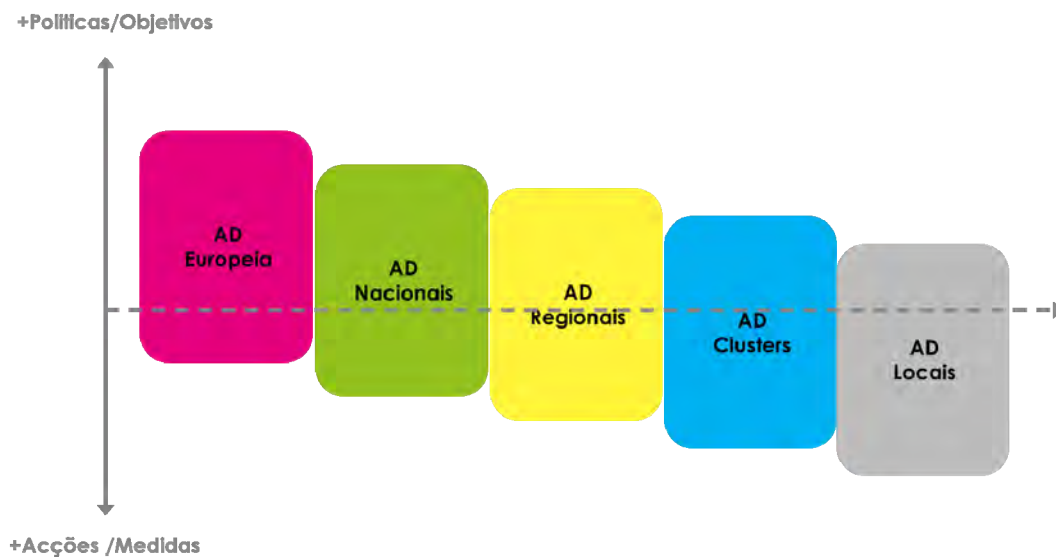 +Politicas/Objetivos
AD
Europeia
AD
Nacionais
AD
Regionais
AD
Clusters
AD
Locais
+Acções /Medidas